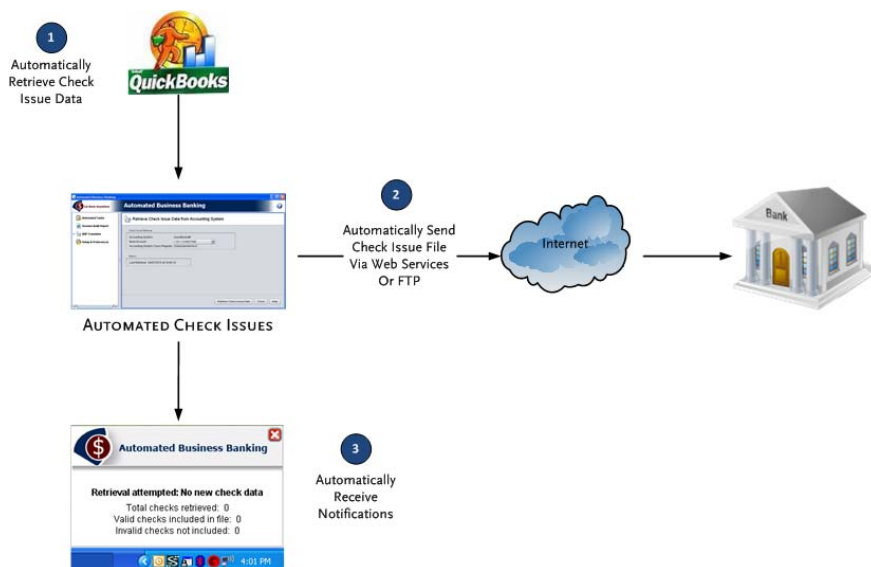 1
Automatically
Retrieve Check
Issue Data
QuickBooks
Automated Business Banking
Retrieve Check Issue Data from Accounting System
AUTOMATED CHECK ISSUES
2
Automatically Send
Check Issue File
Via Web Services
Or FTP
Internet
Bank
Automated Business Banking
Retrieval attempted: No new check data
Total checks retrieved: 0
Valid checks included in file: 0
Invalid checks not included: 0
4:01 PM
3
Automatically
Receive
Notifications